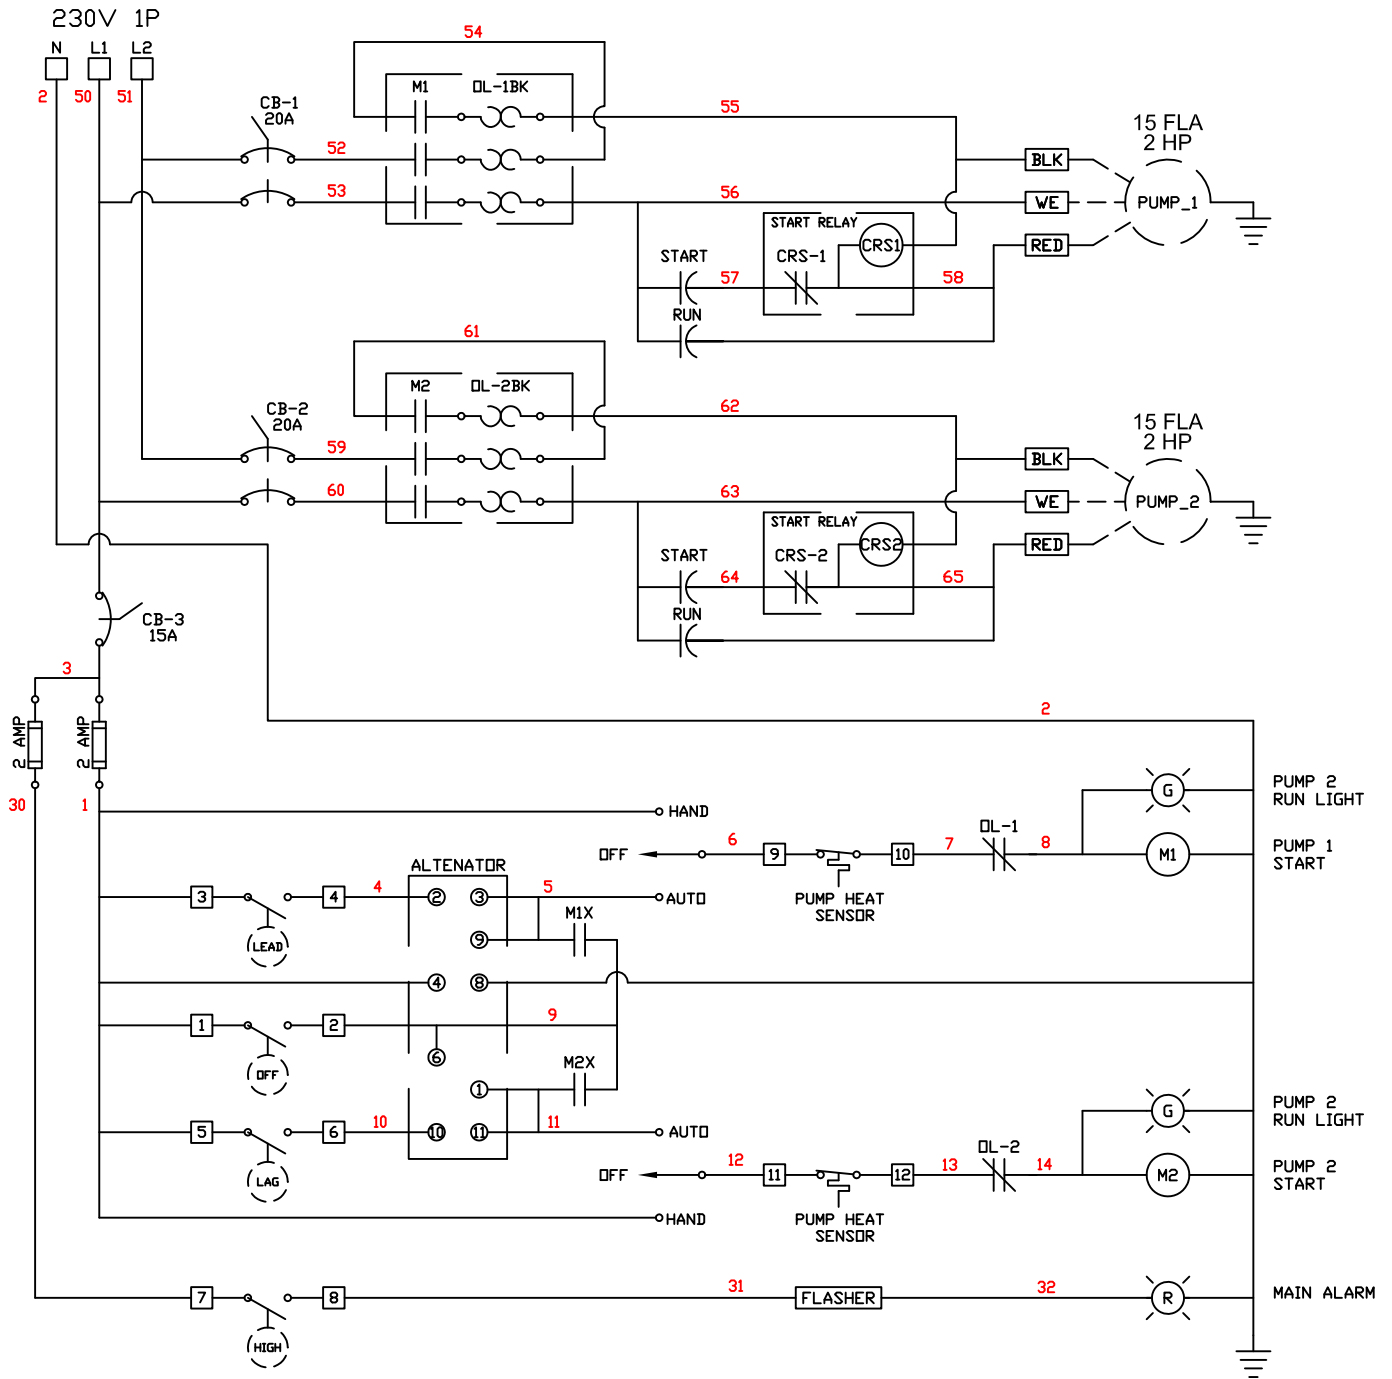 230V 1P
N L1 L2
2 50 51
54
M1 OL-1BK
CB-1
20A
55
52
53
56
BLK
WE
RED
15 FLA
2 HP
PUMP_1
START RELAY
CRS1
START
57
CRS-1
58
RUN
61
M2 OL-2BK
CB-2
20A
62
59
60
63
BLK
WE
RED
15 FLA
2 HP
PUMP_2
START RELAY
CRS2
START
64
CRS-2
65
RUN
CB-3
15A
3
2 AMP
2 AMP
2
30
1
HAND
G
PUMP 2
RUN LIGHT
OFF
6
9
10
7
OL-1
8
M1
PUMP 1
START
PUMP HEAT
SENSOR
ALTENATOR
3
4
4
2
3
5
AUTO
LEAD
9
M1X
4
8
1
2
9
OFF
6
M2X
1
G
PUMP 2
RUN LIGHT
5
6
10
10
11
11
AUTO
LAG
OFF
12
11
12
13
OL-2
14
M2
PUMP 2
START
HAND
PUMP HEAT
SENSOR
7
8
31
FLASHER
32
R
MAIN ALARM
HIGH